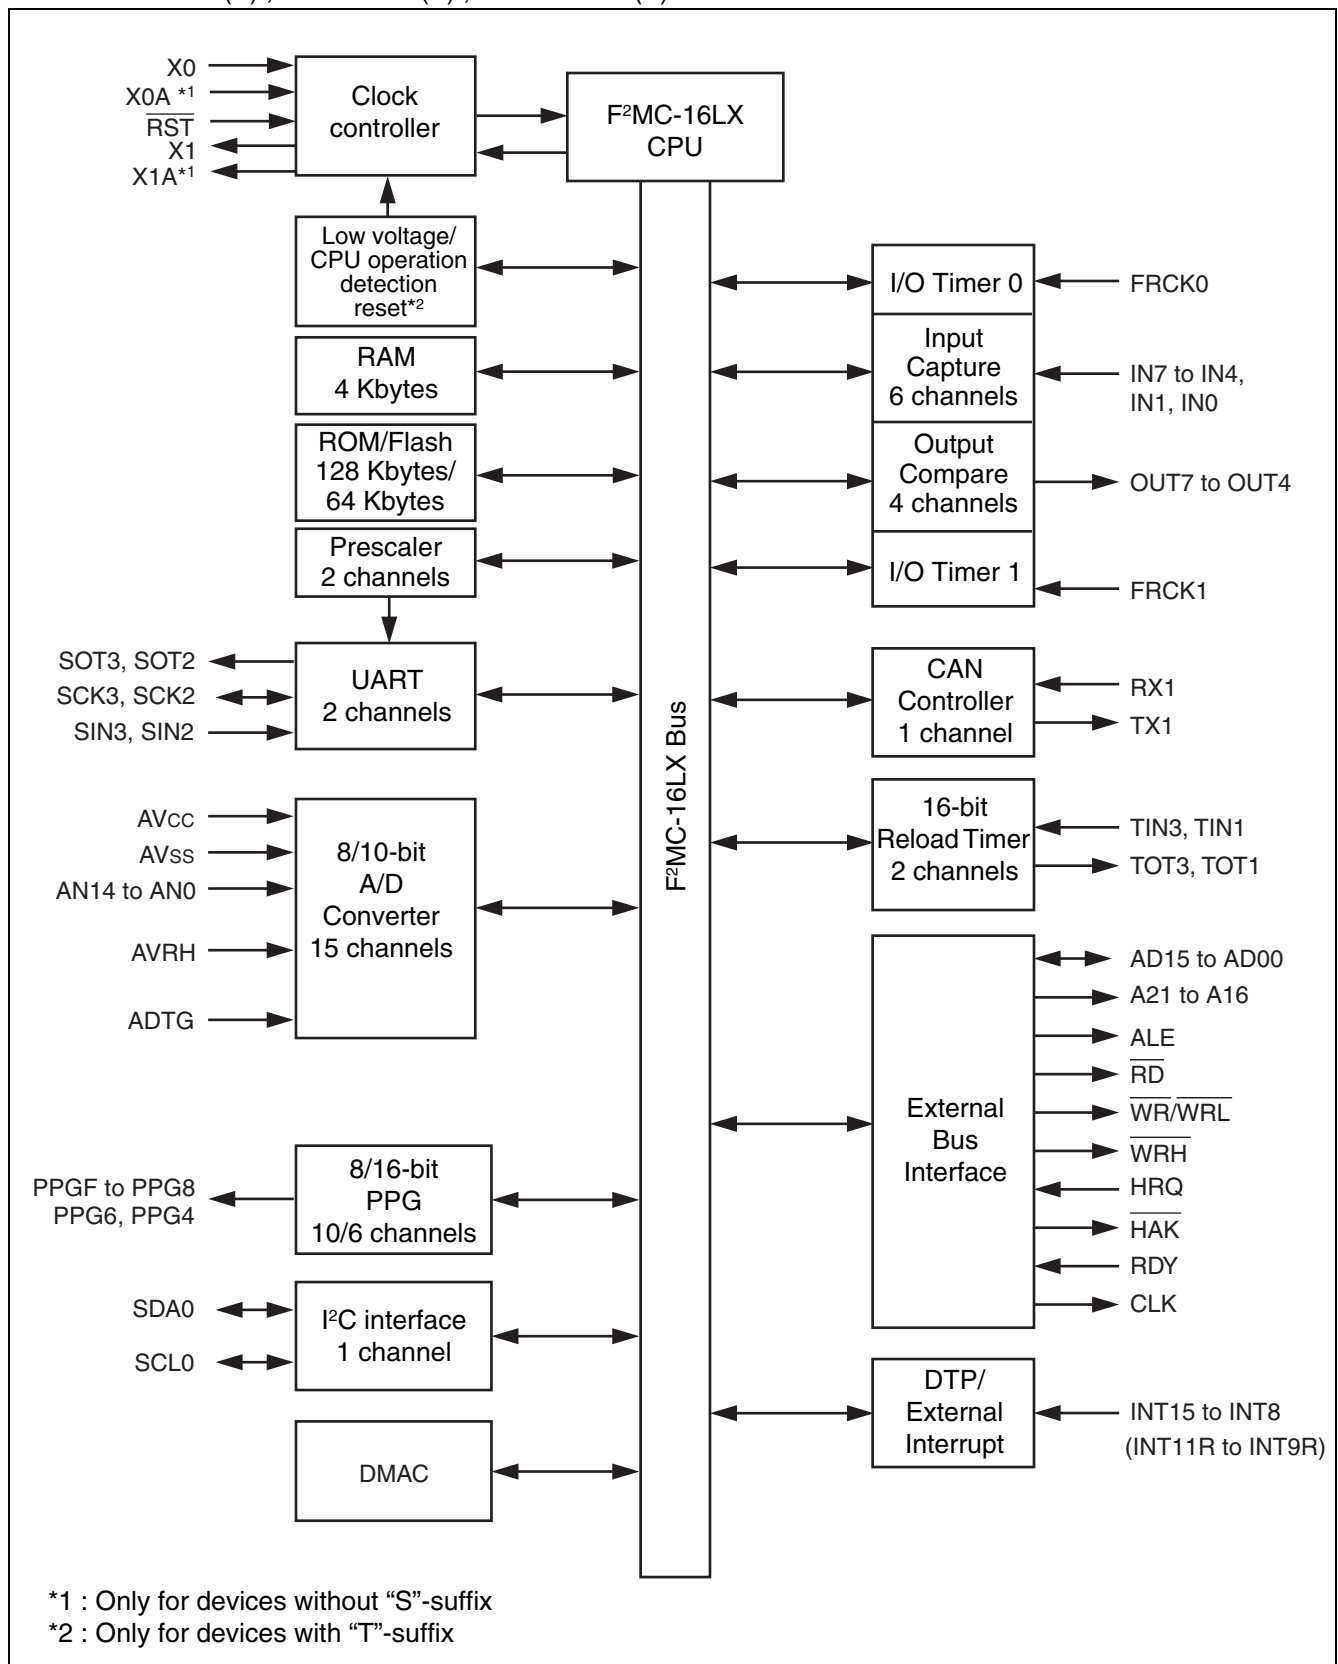 X0
X0A *1
RST
X1
X1A*1
Clock
controller
F²MC-16LX
CPU
Low voltage/
CPU operation
detection
reset*2
RAM
4 Kbytes
ROM/Flash
128 Kbytes/
64 Kbytes
Prescaler
2 channels
SOT3, SOT2
SCK3, SCK2
SIN3, SIN2
UART
2 channels
AVCC
AVSS
AN14 to AN0
AVRH
ADTG
8/10-bit
A/D
Converter
15 channels
PPGF to PPG8
PPG6, PPG4
8/16-bit
PPG
10/6 channels
SDA0
SCL0
I²C interface
1 channel
DMAC
F²MC-16LX Bus
I/O Timer 0
FRCK0
Input
Capture
6 channels
IN7 to IN4,
IN1, IN0
Output
Compare
4 channels
OUT7 to OUT4
I/O Timer 1
FRCK1
CAN
Controller
1 channel
RX1
TX1
16-bit
Reload Timer
2 channels
TIN3, TIN1
TOT3, TOT1
External
Bus
Interface
AD15 to AD00
A21 to A16
ALE
RD
WR/WRL
WRH
HRQ
HAK
RDY
CLK
DTP/
External
Interrupt
INT15 to INT8
(INT11R to INT9R)
*1 : Only for devices without “S”-suffix
*2 : Only for devices with “T”-suffix